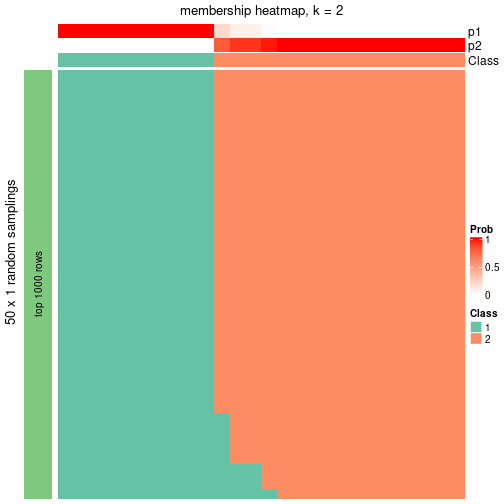 membership heatmap, k = 2
p1
p2
Class
50 x 1 random samplings
top 1000 rows
Prob
1
0.5
0
Class
1
2